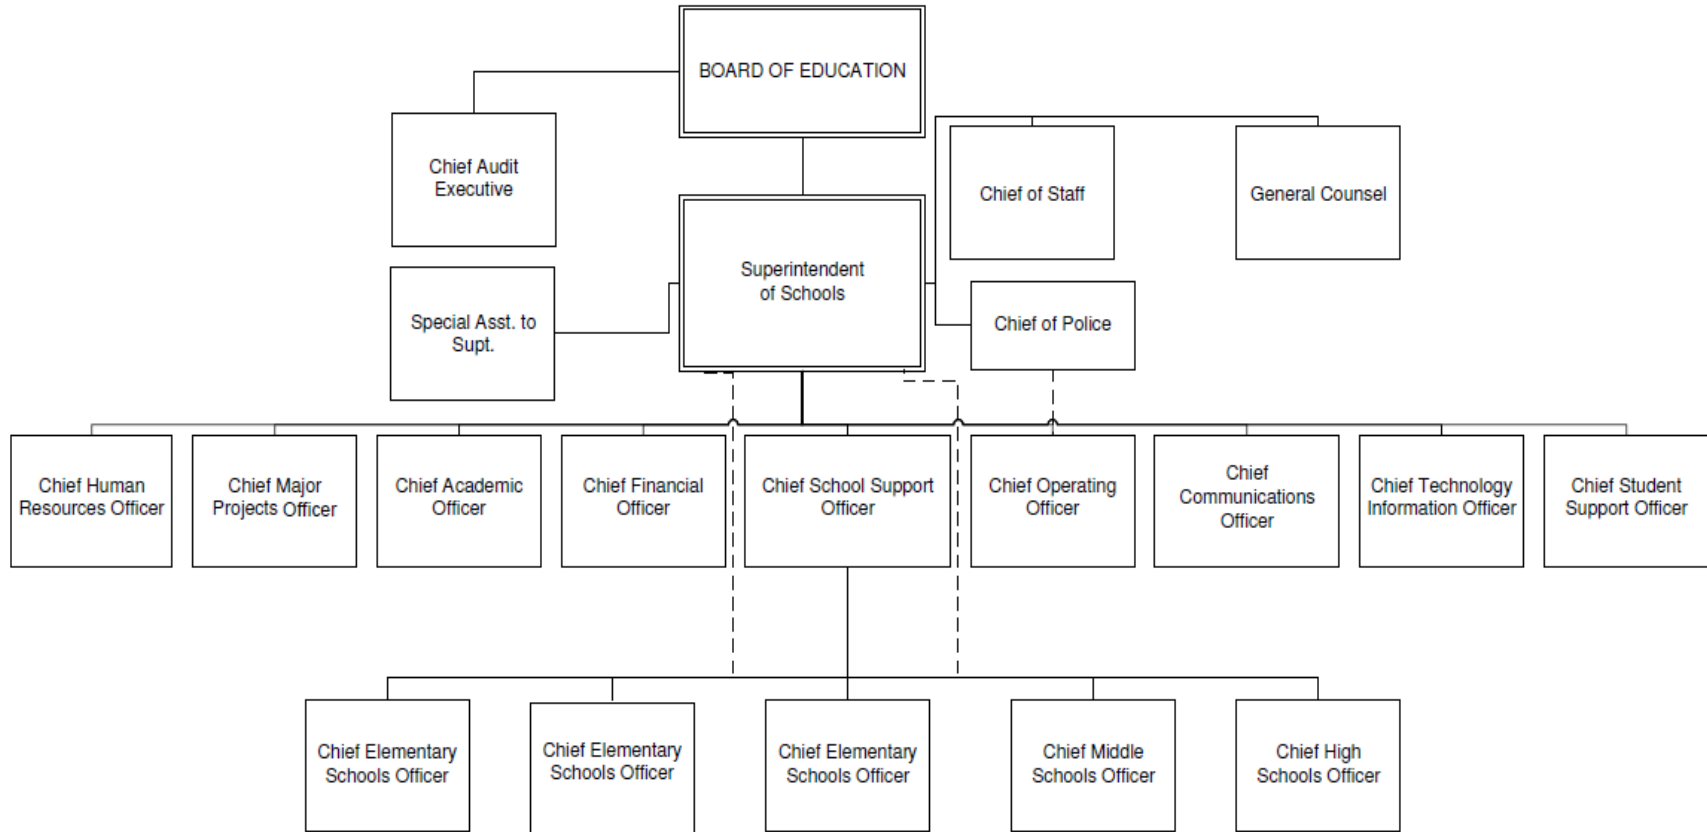 BOARD OF EDUCATION
Chief Audit
Executive
Chief of Staff
General Counsel
Superintendent
of Schools
Special Asst. to
Supt.
Chief of Police
Chief Human
Resources Officer
Chief Major
Projects Officer
Chief Academic
Officer
Chief Financial
Officer
Chief School Support
Officer
Chief Operating
Officer
Chief
Communications
Officer
Chief Technology
Information Officer
Chief Student
Support Officer
Chief Elementary
Schools Officer
Chief Elementary
Schools Officer
Chief Elementary
Schools Officer
Chief Middle
Schools Officer
Chief High
Schools Officer